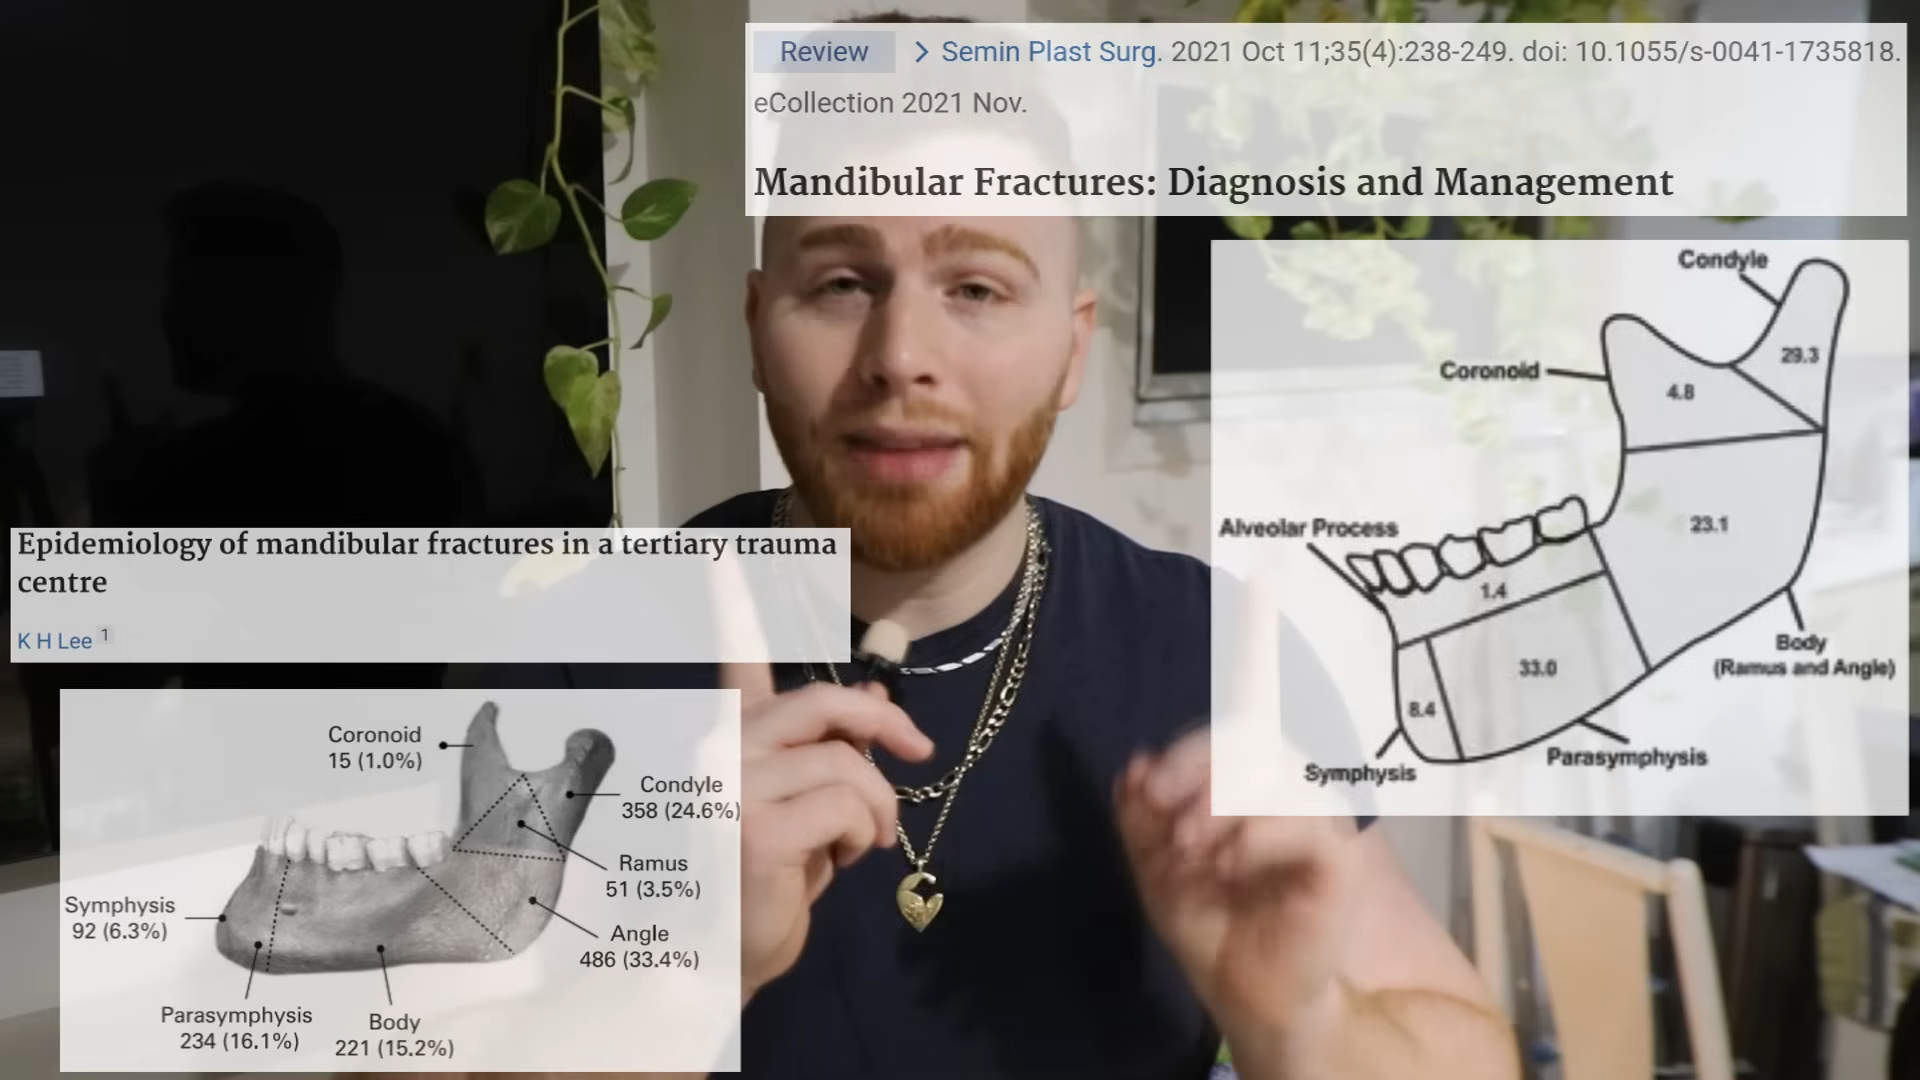 Review > Semin Plast Surg. 2021 Oct 11;35(4):238-249. doi: 10.1055/s-0041-1735818.
eCollection 2021 Nov.
Mandibular Fractures: Diagnosis and Management
Condyle
29.3
Coronoid
4.8
Alveolar Process
23.1
1.4
Body
(Ramus and Angle)
33.0
8.4
Parasymphysis
Symphysis
Epidemiology of mandibular fractures in a tertiary trauma
centre
K H Lee 1
Coronoid
15 (1.0%)
Condyle
358 (24.6%)
Ramus
51 (3.5%)
Symphysis
92 (6.3%)
Angle
486 (33.4%)
Parasymphysis
234 (16.1%)
Body
221 (15.2%)